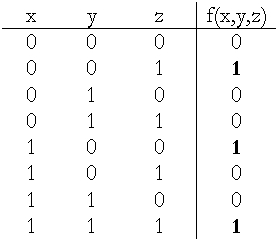 x y z f(x,y,z)
0 0 0 0
0 0 1 1
0 1 0 0
0 1 1 0
1 0 0 1
1 0 1 0
1 1 0 0
1 1 1 1